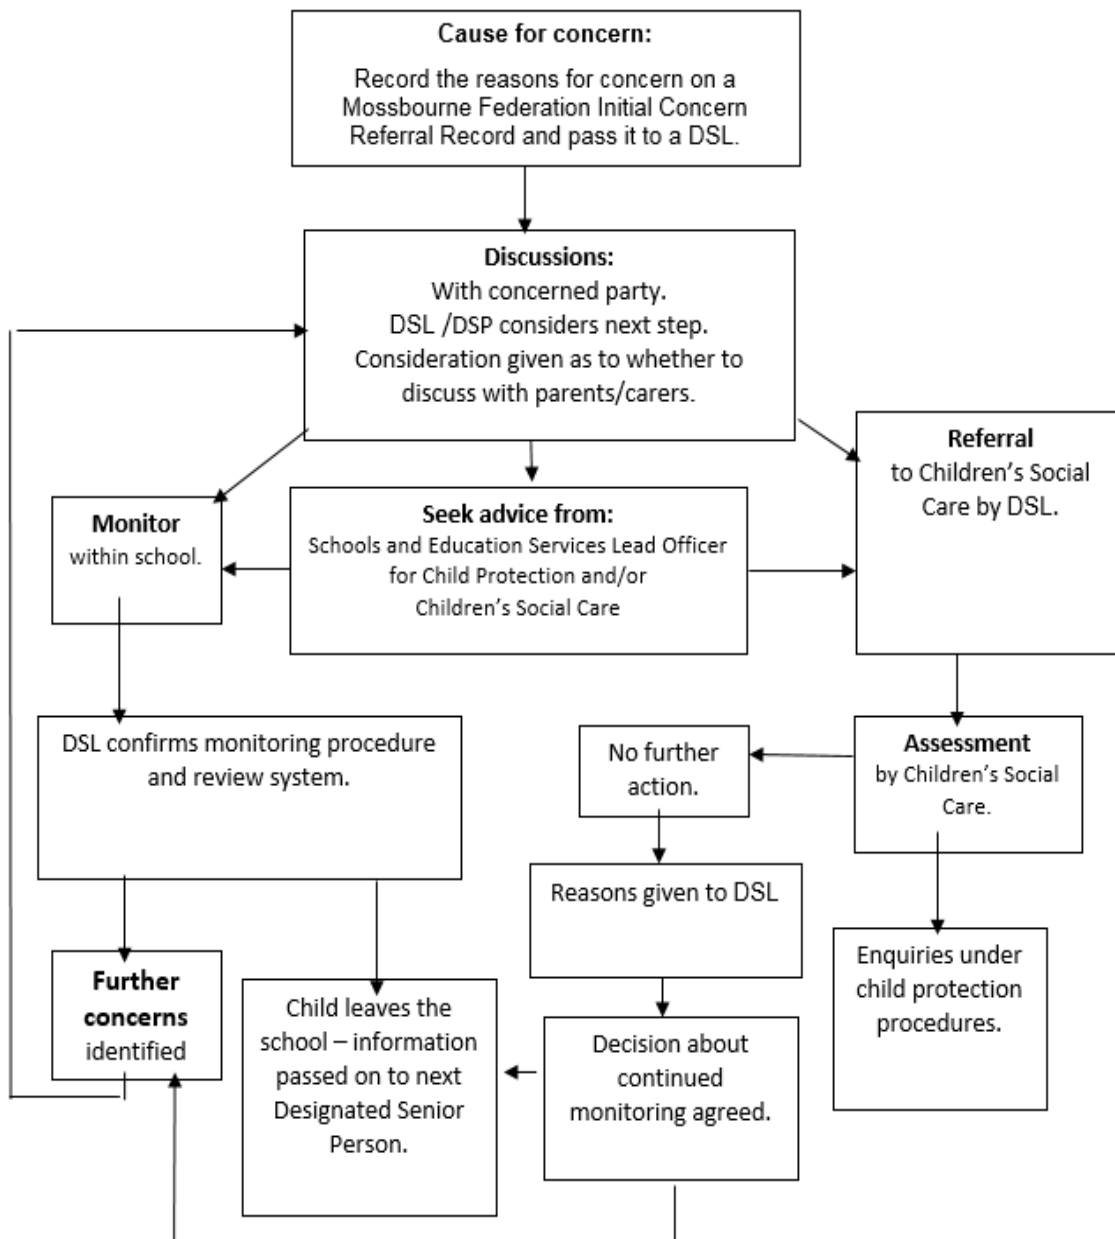 Cause for concern:
Record the reasons for concern on a
Mossbourne Federation Initial Concern
Referral Record and pass it to a DSL.
Discussions:
With concerned party.
DSL /DSP considers next step.
Consideration given as to whether to
discuss with parents/carers.
Monitor
within school.
Seek advice from:
Schools and Education Services Lead Officer
for Child Protection and/or
Children's Social Care
Referral
to Children's Social
Care by DSL.
DSL confirms monitoring procedure
and review system.
No further
action.
Assessment
by Children's Social
Care.
Reasons given to DSL
Further
concerns
identified
Child leaves the
school – information
passed on to next
Designated Senior
Person.
Decision about
continued
monitoring agreed.
Enquiries under
child protection
procedures.